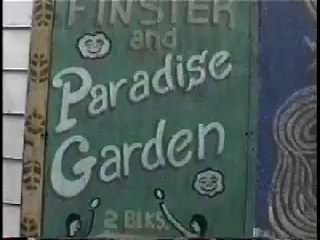 FINSTER
and
Paradise
Garden
2 BLKS.